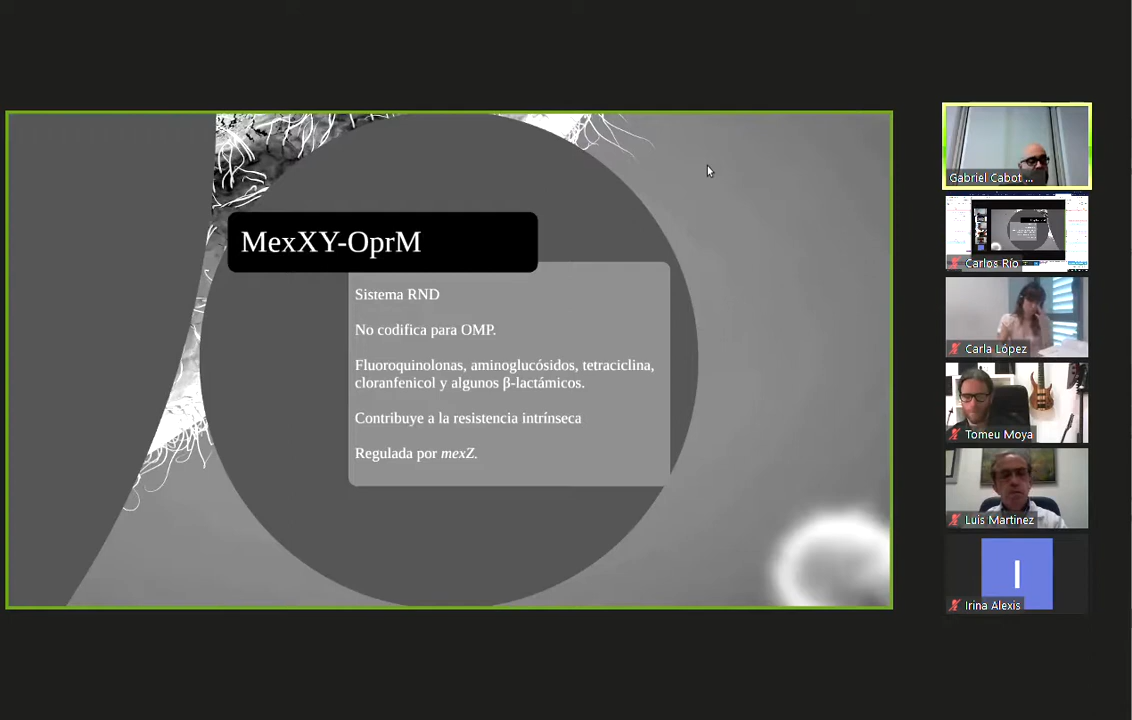 MexXY-OprM
Sistema RND
No codifica para OMP.
Fluoroquinolonas, aminoglucósidos, tetraciclina,
cloranfenicol y algunos β-lactámicos.
Contribuye a la resistencia intrínseca
Regulada por mexZ.
Gabriel Cabot ...
Carlos Río
Carla López
Tomeu Moya
Luis Martínez
I
Irina Alexis